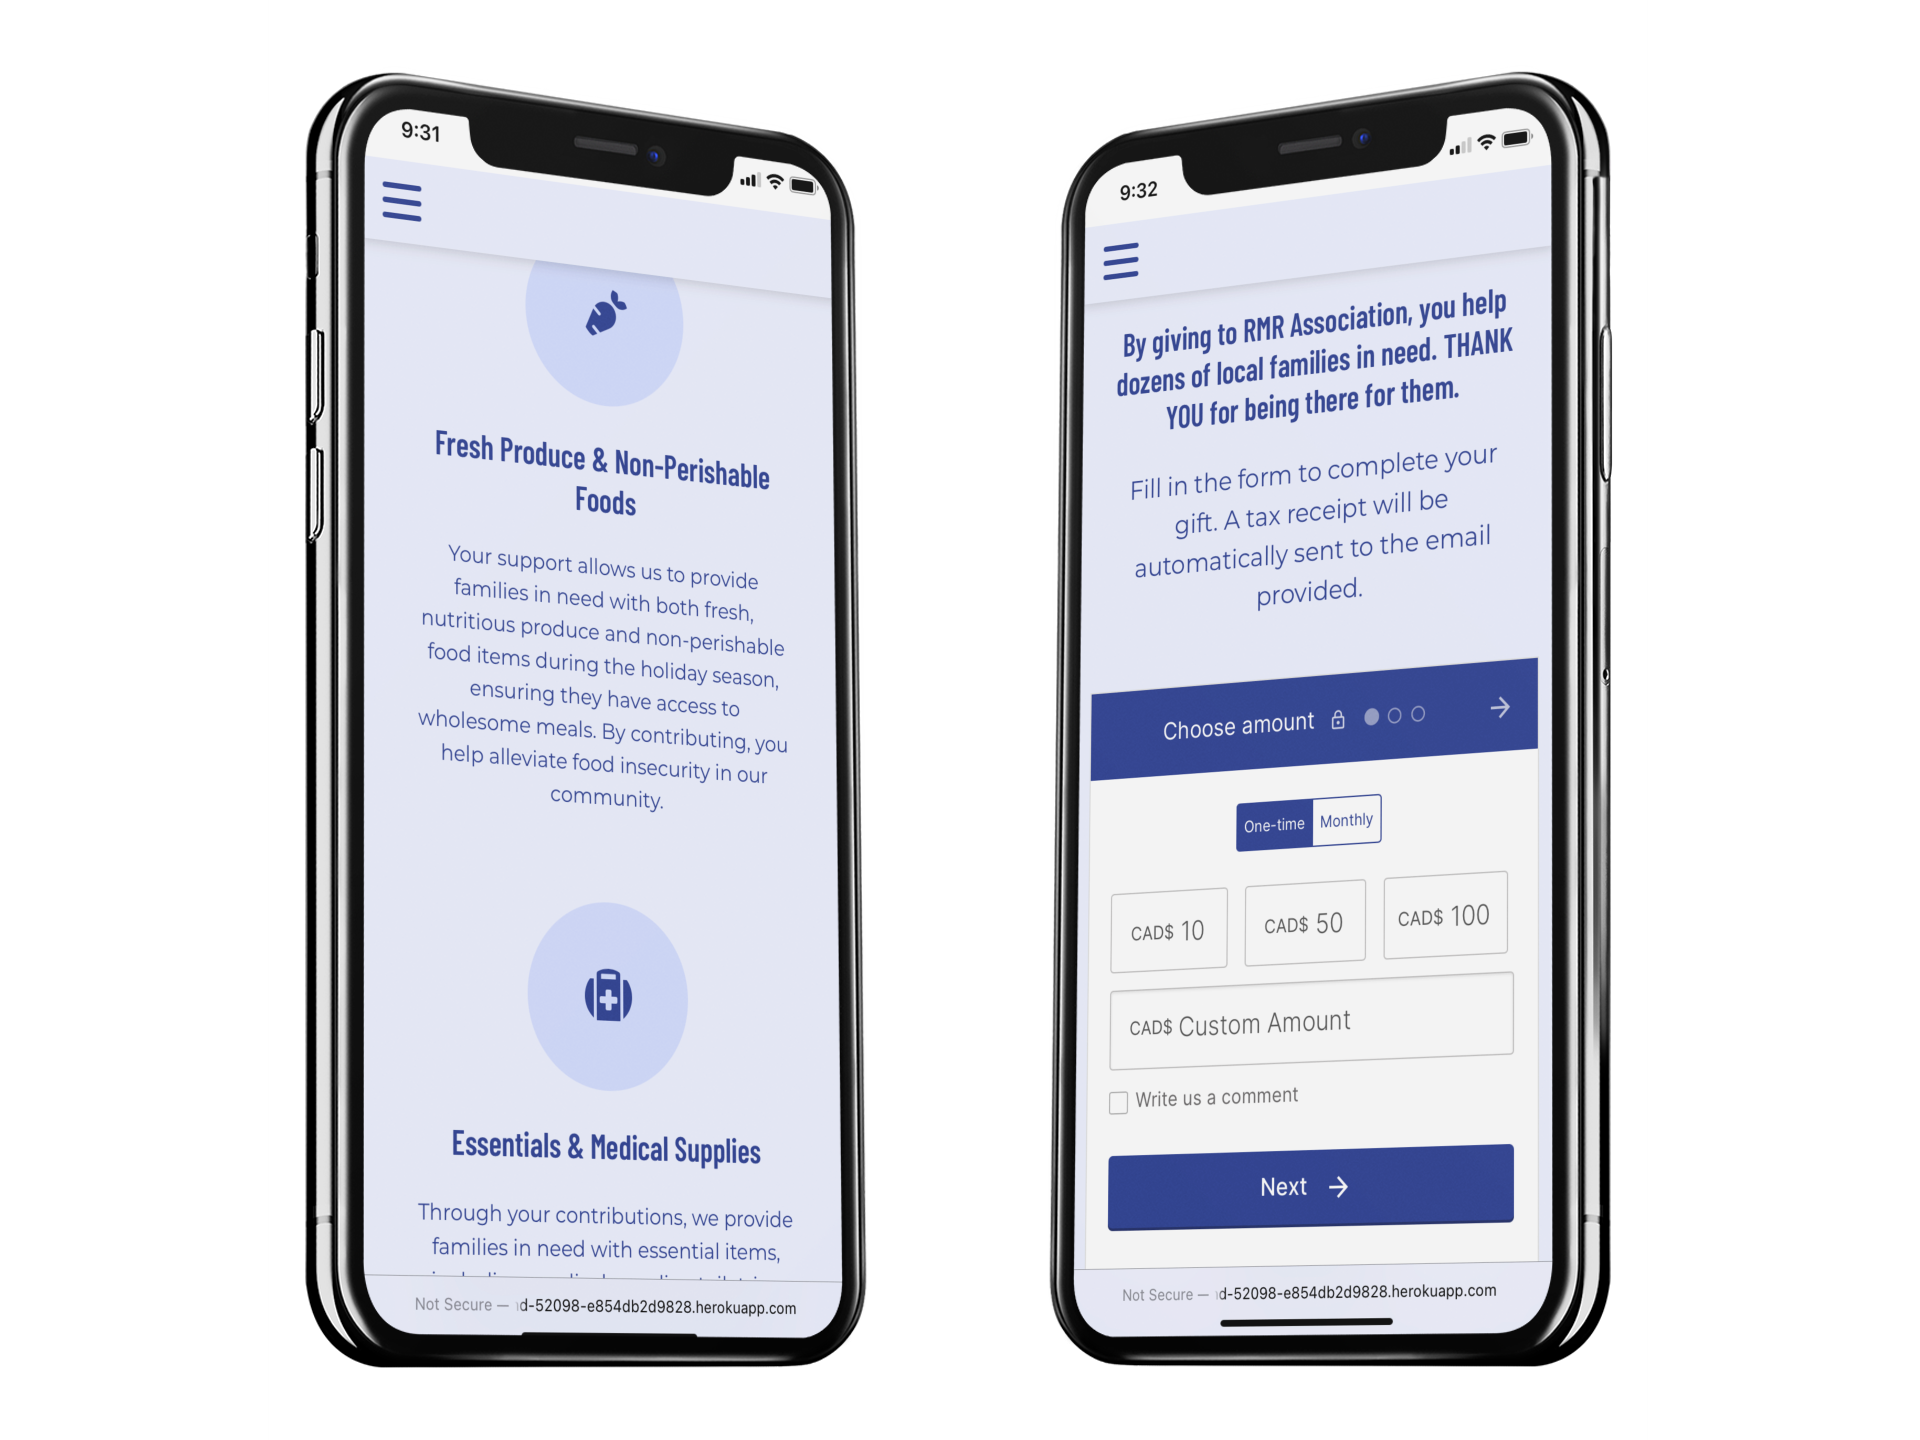 9:31
Fresh Produce & Non-Perishable
Foods
Your support allows us to provide
families in need with both fresh,
nutritious produce and non-perishable
food items during the holiday season,
ensuring they have access to
wholesome meals. By contributing, you
help alleviate food insecurity in our
community.
Essentials & Medical Supplies
Through your contributions, we provide
families in need with essential items,
Not Secure — d-52098-e854db2d9828.herokuapp.com
9:32
By giving to RMR Association, you help
dozens of local families in need. THANK
YOU for being there for them.
Fill in the form to complete your
gift. A tax receipt will be
automatically sent to the email
provided.
Choose amount
One-time Monthly
CAD$ 10 CAD$ 50 CAD$ 100
CAD$ Custom Amount
Write us a comment
Next
Not Secure — d-52098-e854db2d9828.herokuapp.com